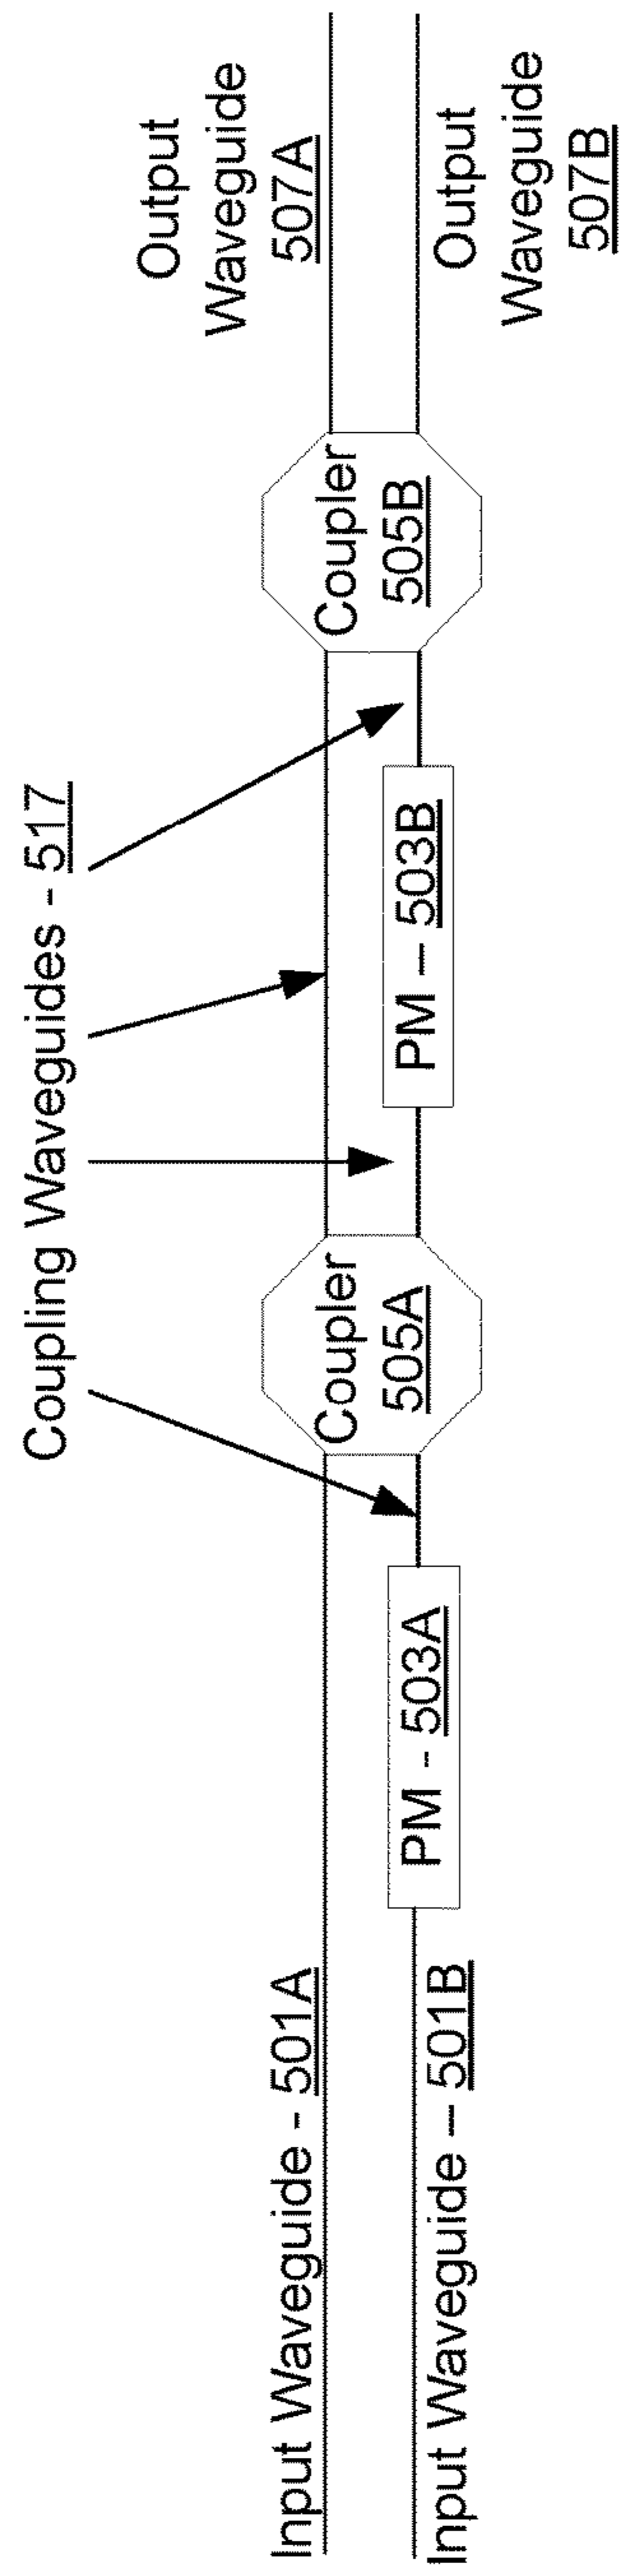 Coupling Waveguides - 517
Output
Waveguide
507A
Input Waveguide - 501A
Coupler
505A
Coupler
505B
PM - 503A
PM – 503B
Input Waveguide – 501B
Output
Waveguide
507B